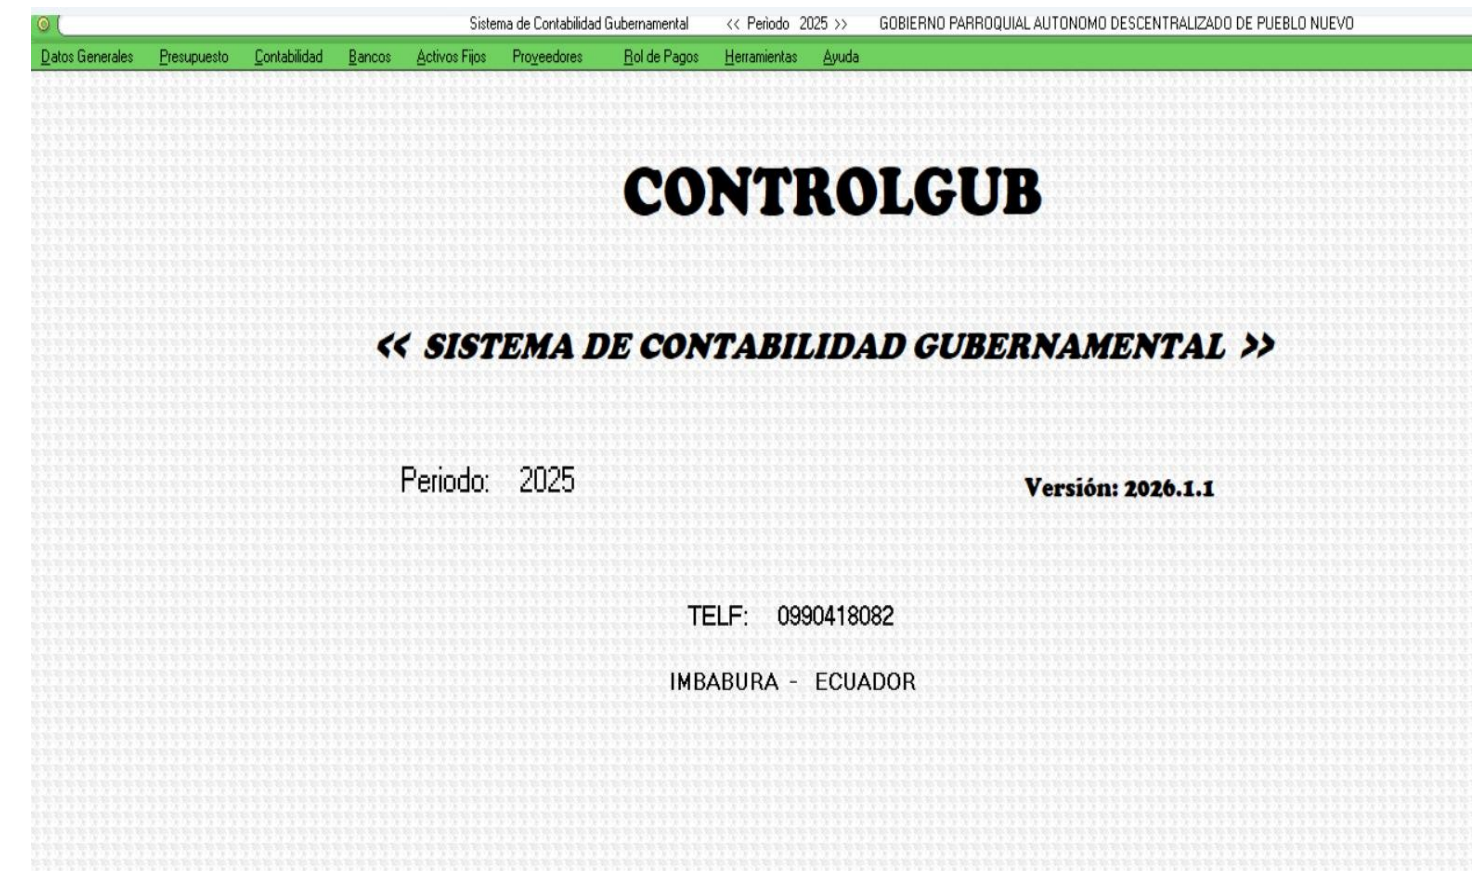 Sistema de Contabilidad Gubernamental << Período 2025 >> GOBIERNO PARROQUIAL AUTONOMO DESCENTRALIZADO DE PUEBLO NUEVO
Datos Generales Presupuesto Contabilidad Bancos Activos Fijos Proveedores Rol de Pagos Herramientas Ayuda
CONTROLGUB
<< SISTEMA DE CONTABILIDAD GUBERNAMENTAL >>
Periodo: 2025 Versión: 2026.1.1
TELF: 0990418082
IMBABURA - ECUADOR